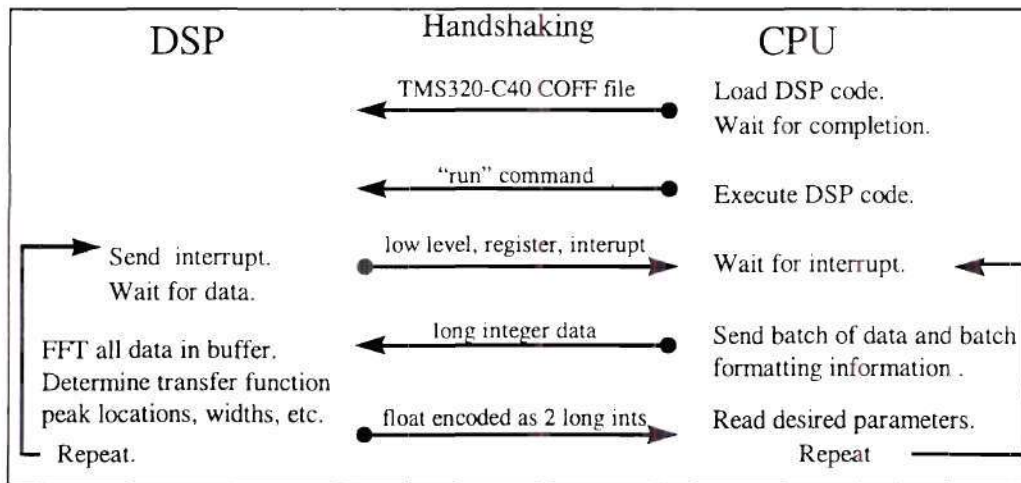 DSP
Handshaking
CPU
TMS320-C40 COFF file
Load DSP code.
Wait for completion.
"run" command
Execute DSP code.
Send interrupt.
Wait for data.
low level, register, interupt
Wait for interrupt.
FFT all data in buffer.
Determine transfer function
peak locations, widths, etc.
long integer data
Send batch of data and batch
formatting information .
float encoded as 2 long ints
Read desired parameters.
Repeat.
Repeat